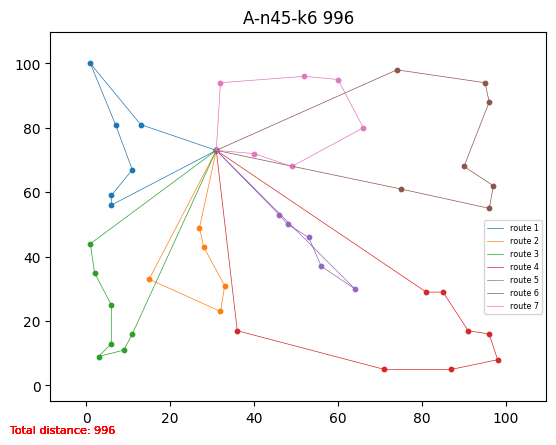 A-n45-k6 996
100
80
60
40
20
0
0 20 40 60 80 100
route 1
route 2
route 3
route 4
route 5
route 6
route 7
Total distance: 996